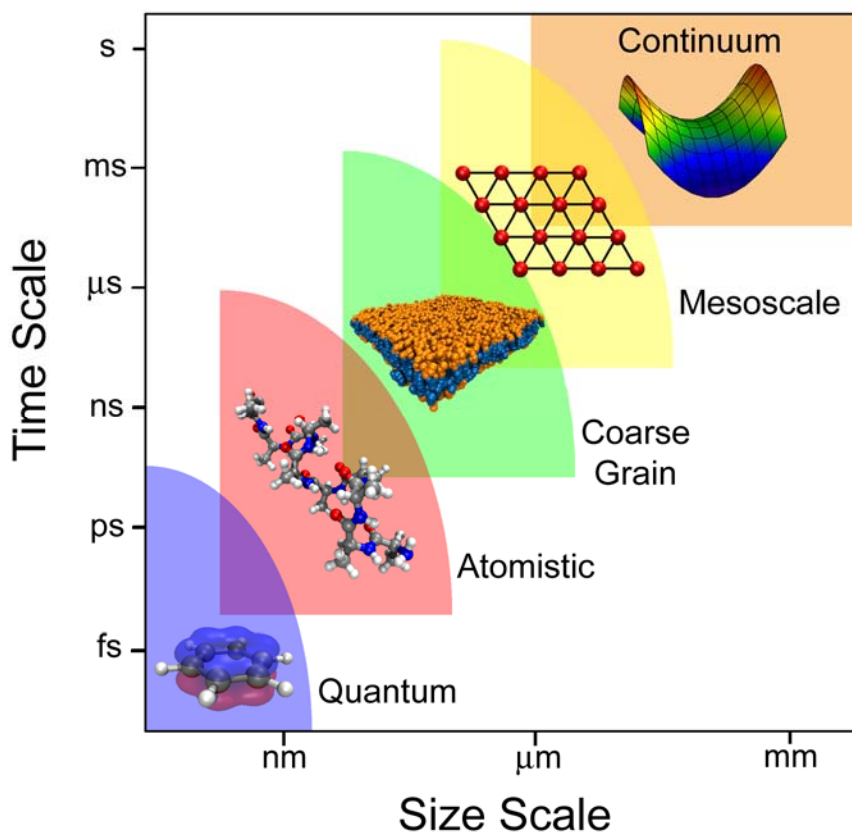 s
Continuum
ms
μs
Mesoscale
ns
Coarse
Grain
ps
Atomistic
fs
Quantum
nm
μm
mm
Time Scale
Size Scale